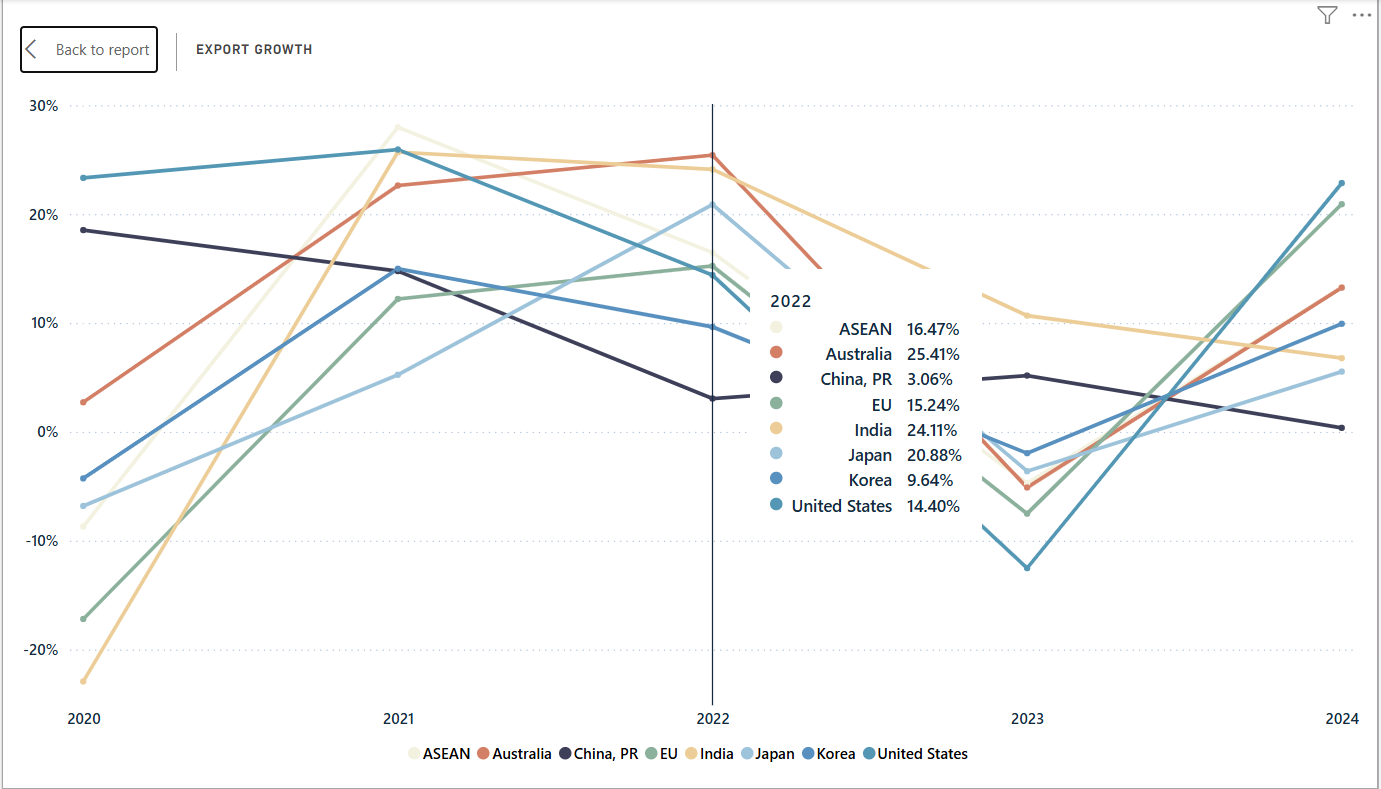 Back to report
EXPORT GROWTH
30%
20%
10%
0%
-10%
-20%
2022
ASEAN 16.47%
Australia 25.41%
China, PR 3.06%
EU 15.24%
India 24.11%
Japan 20.88%
Korea 9.64%
United States 14.40%
2020 2021 2022 2023 2024
ASEAN Australia China, PR EU India Japan Korea United States